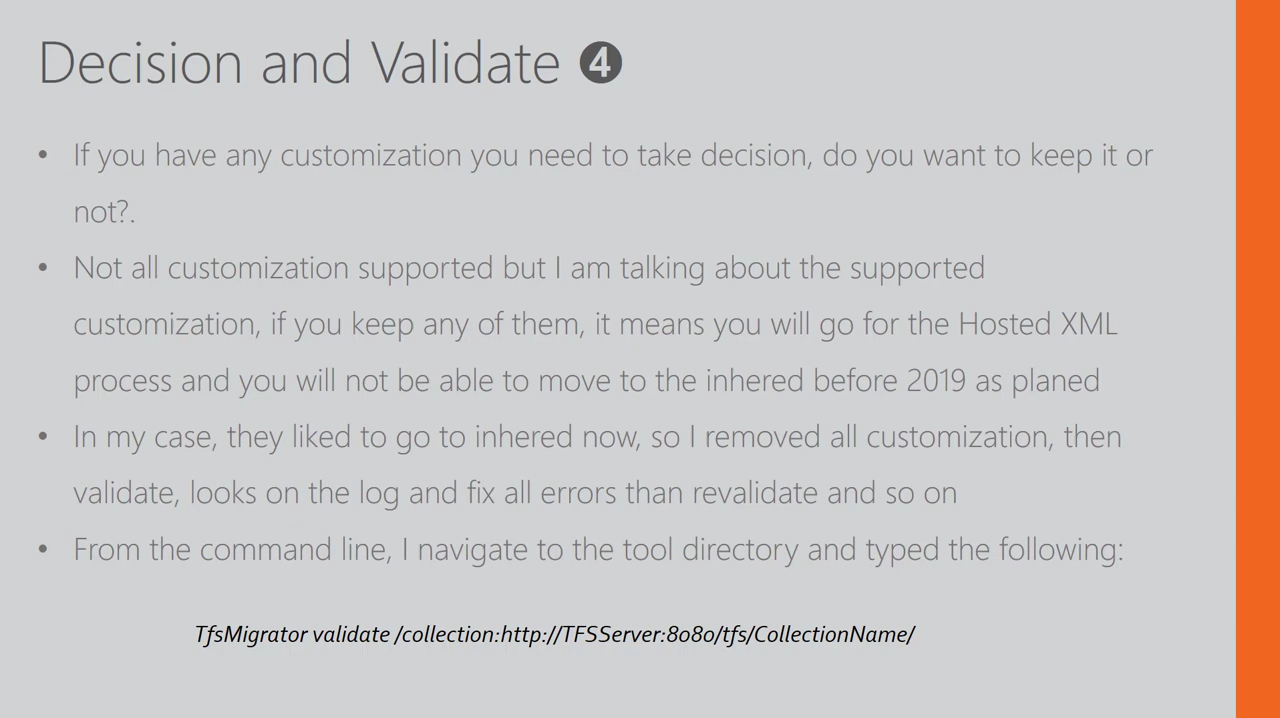 Decision and Validate ❹
• If you have any customization you need to take decision, do you want to keep it or
not?.
• Not all customization supported but I am talking about the supported
customization, if you keep any of them, it means you will go for the Hosted XML
process and you will not be able to move to the inhered before 2019 as planed
• In my case, they liked to go to inhered now, so I removed all customization, then
validate, looks on the log and fix all errors than revalidate and so on
• From the command line, I navigate to the tool directory and typed the following:
TfsMigrator validate /collection:http://TFSServer:8080/tfs/CollectionName/